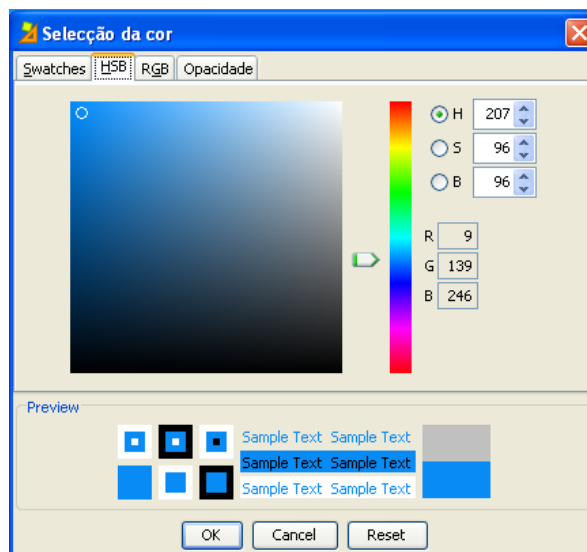 Selecção da cor
Swatches HSB RGB Opacidade
H 207
S 96
B 96
R 9
G 139
B 246
Preview
Sample Text Sample Text
Sample Text Sample Text
Sample Text Sample Text
OK Cancel Reset